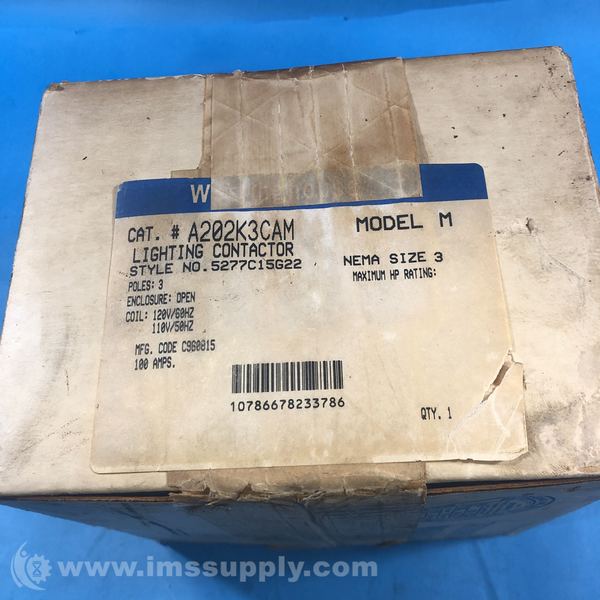 CAT. # A202K3CAM MODEL M
LIGHTING CONTACTOR
STYLE NO. 5277C15G22 NEMA SIZE 3
POLES: 3 MAXIMUM HP RATING:
ENCLOSURE: OPEN
COIL: 120V/60HZ
110V/50HZ
MFG. CODE C960815
100 AMPS.
10786678233786
QTY. 1
www.imssupply.com